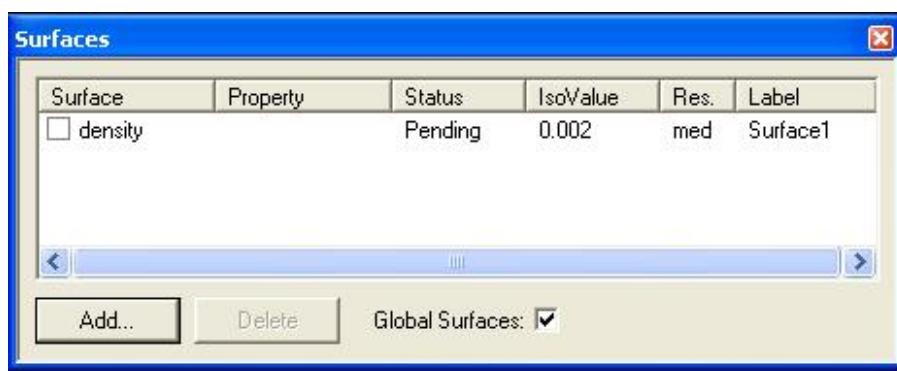 Surfaces
Surface Property Status IsoValue Res. Label
density Pending 0.002 med Surface1
Add... Delete Global Surfaces: